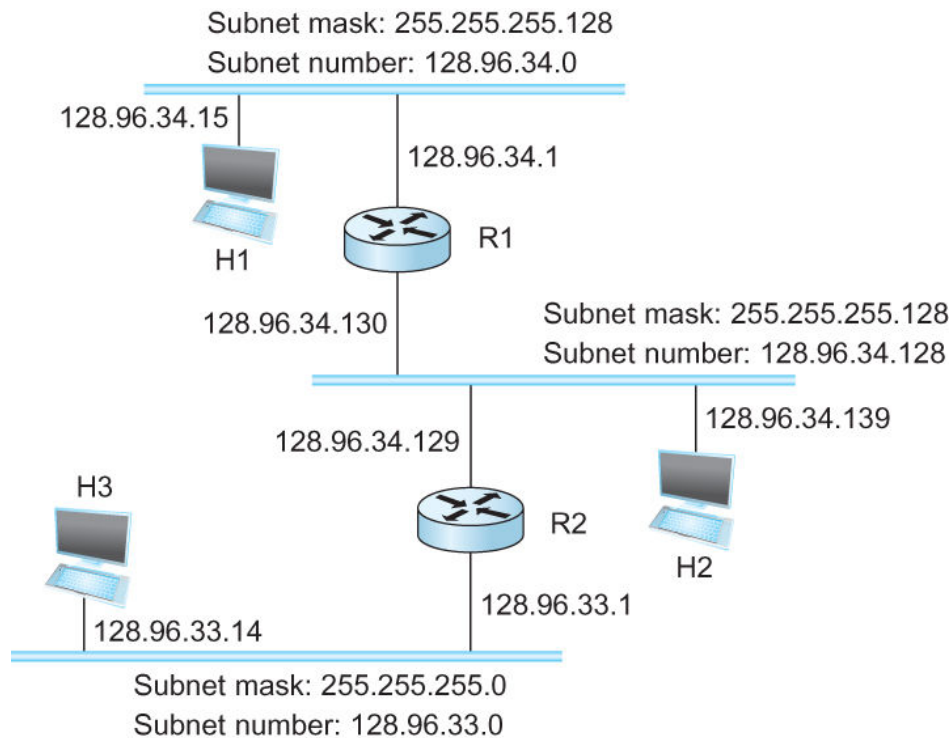 Subnet mask: 255.255.255.128
Subnet number: 128.96.34.0
128.96.34.15
128.96.34.1
H1
R1
128.96.34.130
Subnet mask: 255.255.255.128
Subnet number: 128.96.34.128
128.96.34.129
128.96.34.139
H3
R2
H2
128.96.33.14
128.96.33.1
Subnet mask: 255.255.255.0
Subnet number: 128.96.33.0